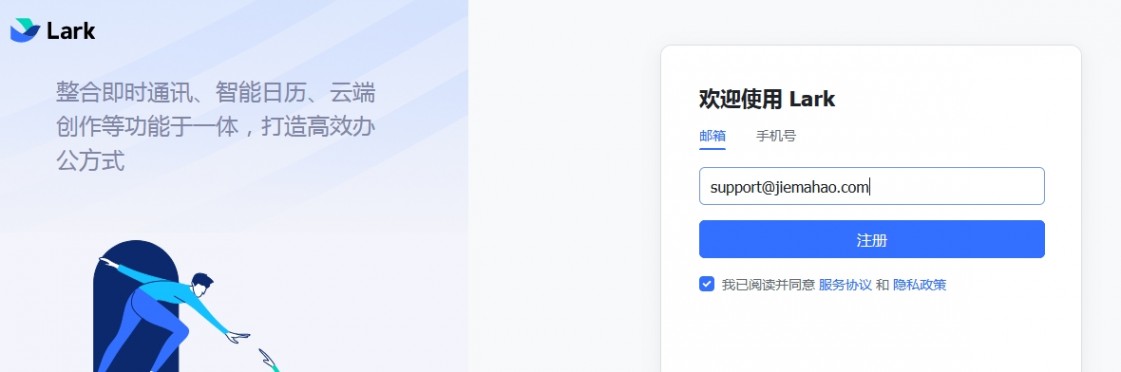 Lark
整合即时通讯、智能日历、云端
创作等功能于一体，打造高效办
公方式
欢迎使用 Lark
邮箱 手机号
support@jiemahao.com
注册
我已阅读并同意 服务协议 和 隐私政策